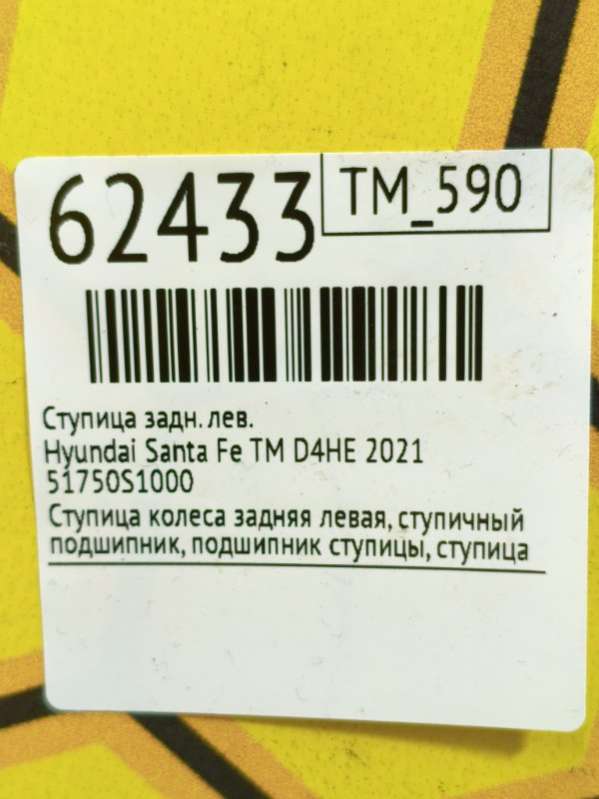 62433
TM_590
Ступица задн. лев.
Hyundai Santa Fe TM D4HE 2021
51750S1000
Ступица колеса задняя левая, ступичный
подшипник, подшипник ступицы, ступица